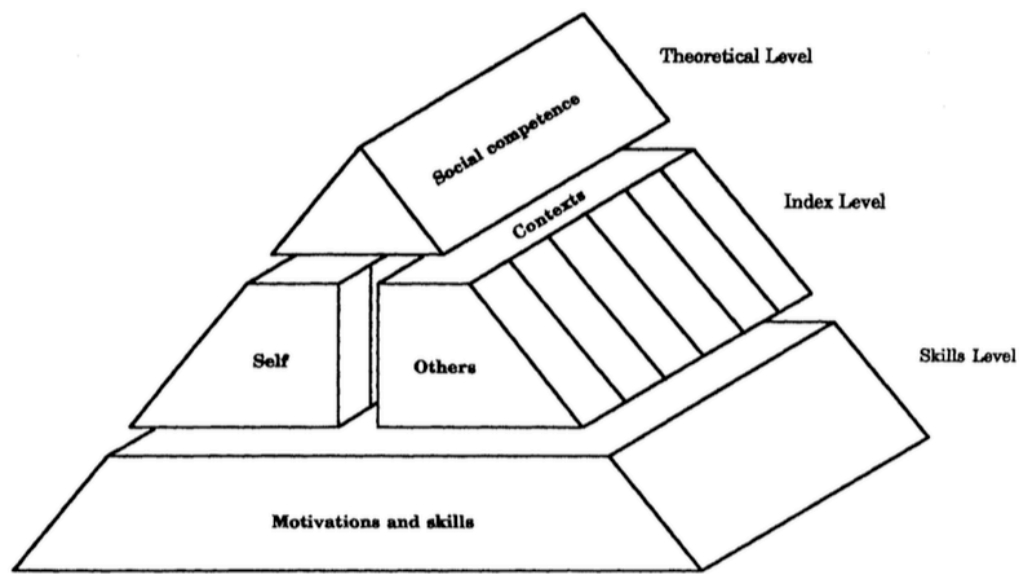 Theoretical Level
Social competence
Contexts
Index Level
Self
Others
Skills Level
Motivations and skills